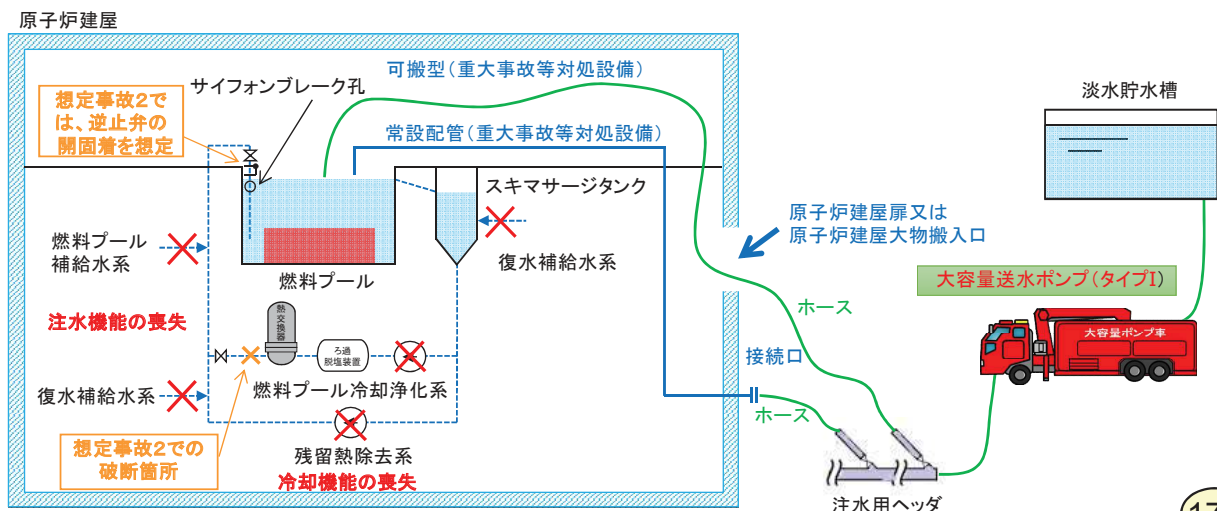 原子炉建屋
可搬型(重大事故等対処設備)
サイフォンブレーク孔
想定事故2で
は、逆止弁の
開固着を想定
常設配管(重大事故等対処設備)
淡水貯水槽
スキマサージタンク
原子炉建屋扉又は
原子炉建屋大物搬入口
燃料プール
補給水系
復水補給水系
燃料プール
大容量送水ポンプ(タイプI)
熱交換器
注水機能の喪失
ホース
大容量ポンプ車
ろ過
脱塩装置
接続口
燃料プール冷却浄化系
復水補給水系
ホース
想定事故2での
破断箇所
残留熱除去系
冷却機能の喪失
注水用ヘッダ
17